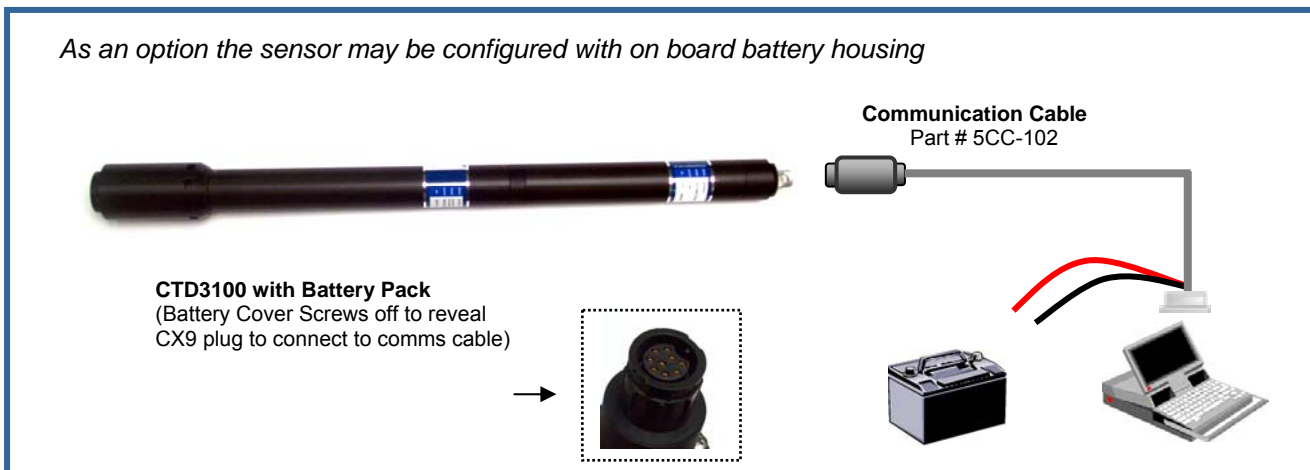 As an option the sensor may be configured with on board battery housing
Communication Cable
Part # 5CC-102
CTD3100 with Battery Pack
(Battery Cover Screws off to reveal
CX9 plug to connect to comms cable)